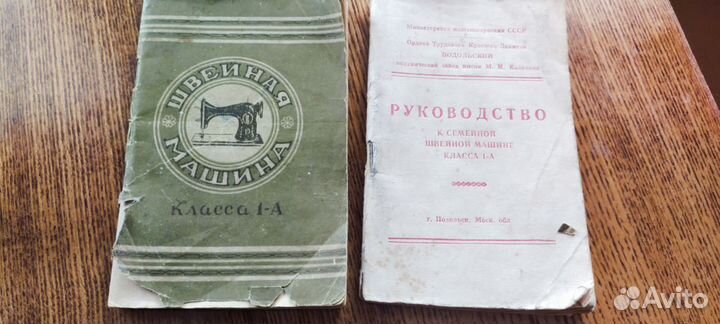 ШВЕЙНАЯ
МАШИНА
Класса 1-А
Министерство машиностроения СССР
Ордена Трудового Красного Знамени
ПОДОЛЬСКИЙ
механический завод имени М. И. Калинина
РУКОВОДСТВО
К СЕМЕЙНОЙ
ШВЕЙНОЙ МАШИНЕ
КЛАССА 1-А
г. Подольск, Моск. обл.
Avito